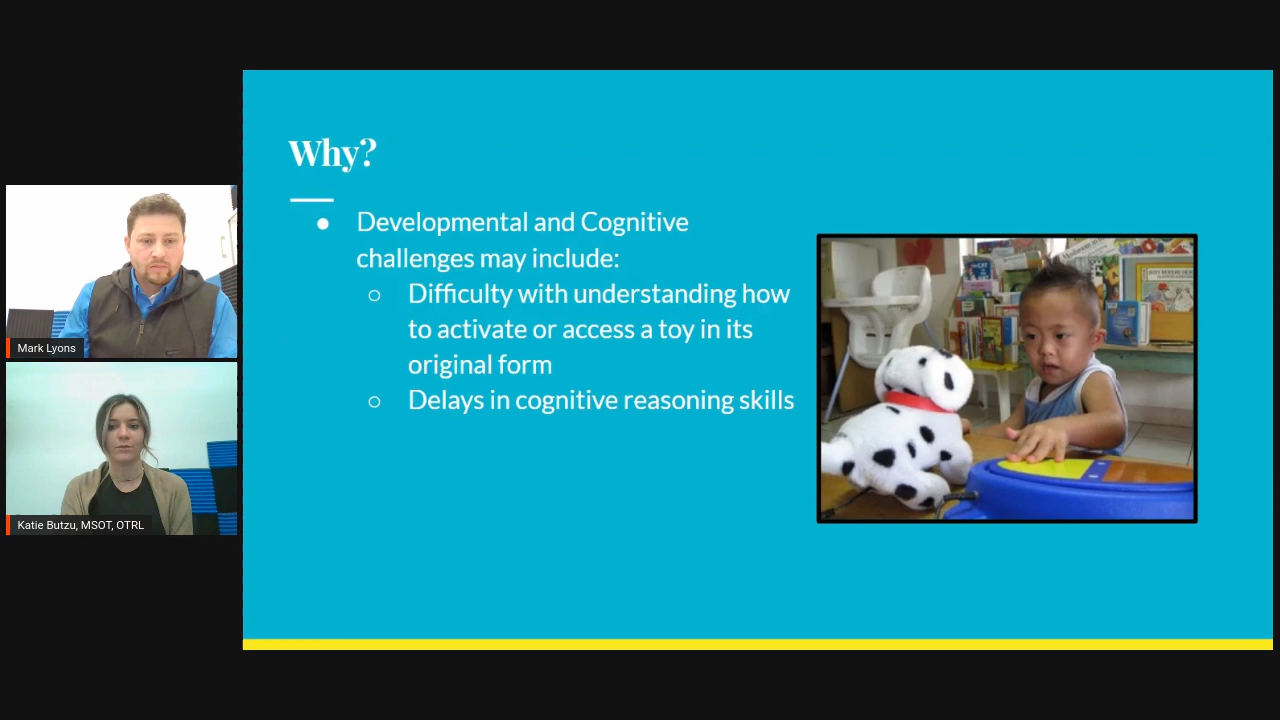 Why?
Developmental and Cognitive
challenges may include:
Difficulty with understanding how
to activate or access a toy in its
original form
Delays in cognitive reasoning skills
Mark Lyons
Katie Butzu, MSOT, OTRL